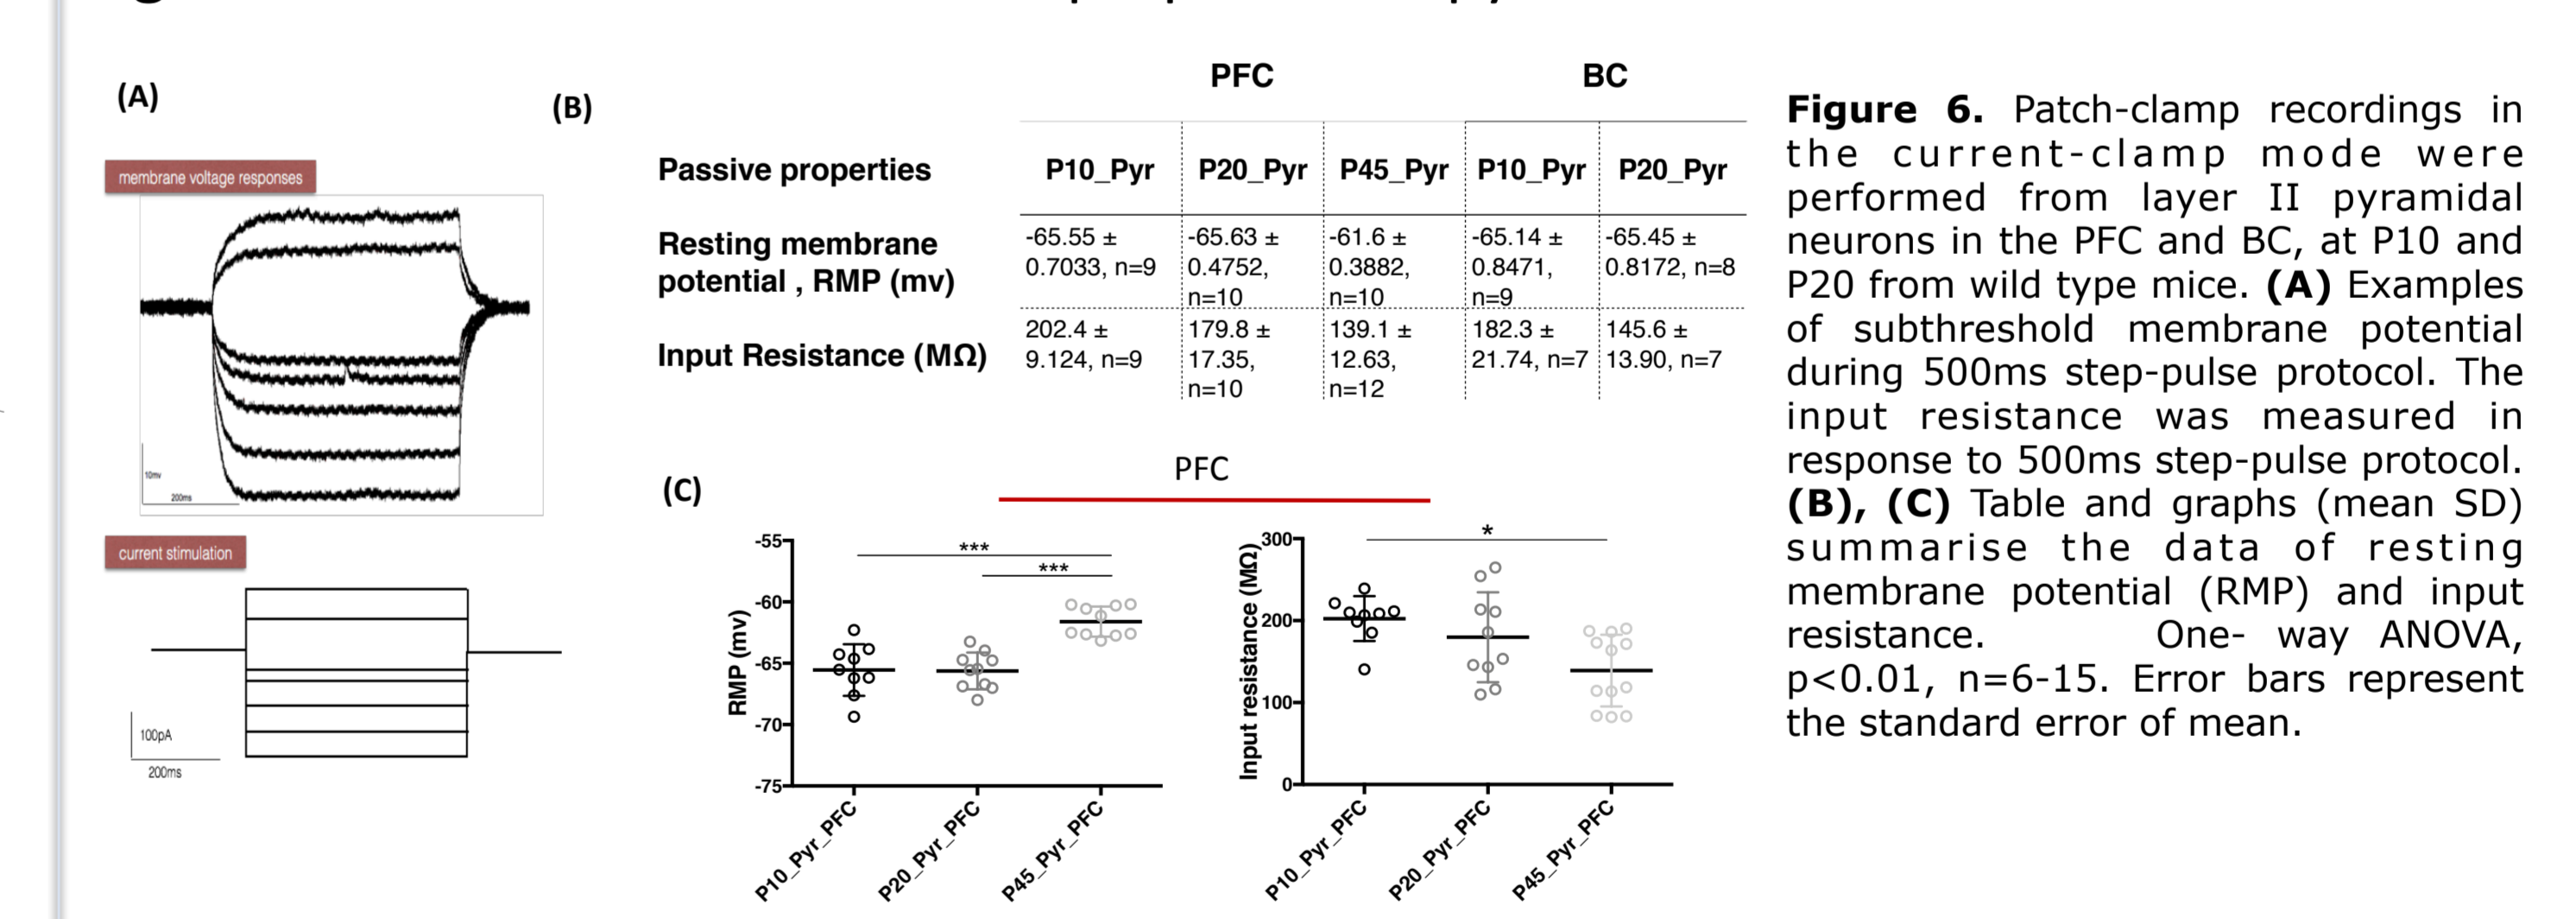 (A)
membrane voltage responses
10mv
200ms
current stimulation
100pA
200ms
(B)
PFC BC
Passive properties P10_Pyr P20_Pyr P45_Pyr P10_Pyr P20_Pyr
Resting membrane
potential , RMP (mv)
-65.55 ±
0.7033, n=9
-65.63 ±
0.4752,
n=10
-61.6 ±
0.3882,
n=10
-65.14 ±
0.8471,
n=9
-65.45 ±
0.8172, n=8
Input Resistance (MΩ)
202.4 ±
9.124, n=9
179.8 ±
17.35,
n=10
139.1 ±
12.63,
n=12
182.3 ±
21.74, n=7
145.6 ±
13.90, n=7
(C)
PFC
RMP (mv)
-55
-60
-65
-70
-75
***
***
P10_Pyr_PFC
P20_Pyr_PFC
P45_Pyr_PFC
Input resistance (MΩ)
300
200
100
0
*
P10_Pyr_PFC
P20_Pyr_PFC
P45_Pyr_PFC
Figure 6. Patch-clamp recordings in
the current-clamp mode were
performed from layer II pyramidal
neurons in the PFC and BC, at P10 and
P20 from wild type mice. (A) Examples
of subthreshold membrane potential
during 500ms step-pulse protocol. The
input resistance was measured in
response to 500ms step-pulse protocol.
(B), (C) Table and graphs (mean SD)
summarise the data of resting
membrane potential (RMP) and input
resistance. One- way ANOVA,
p<0.01, n=6-15. Error bars represent
the standard error of mean.